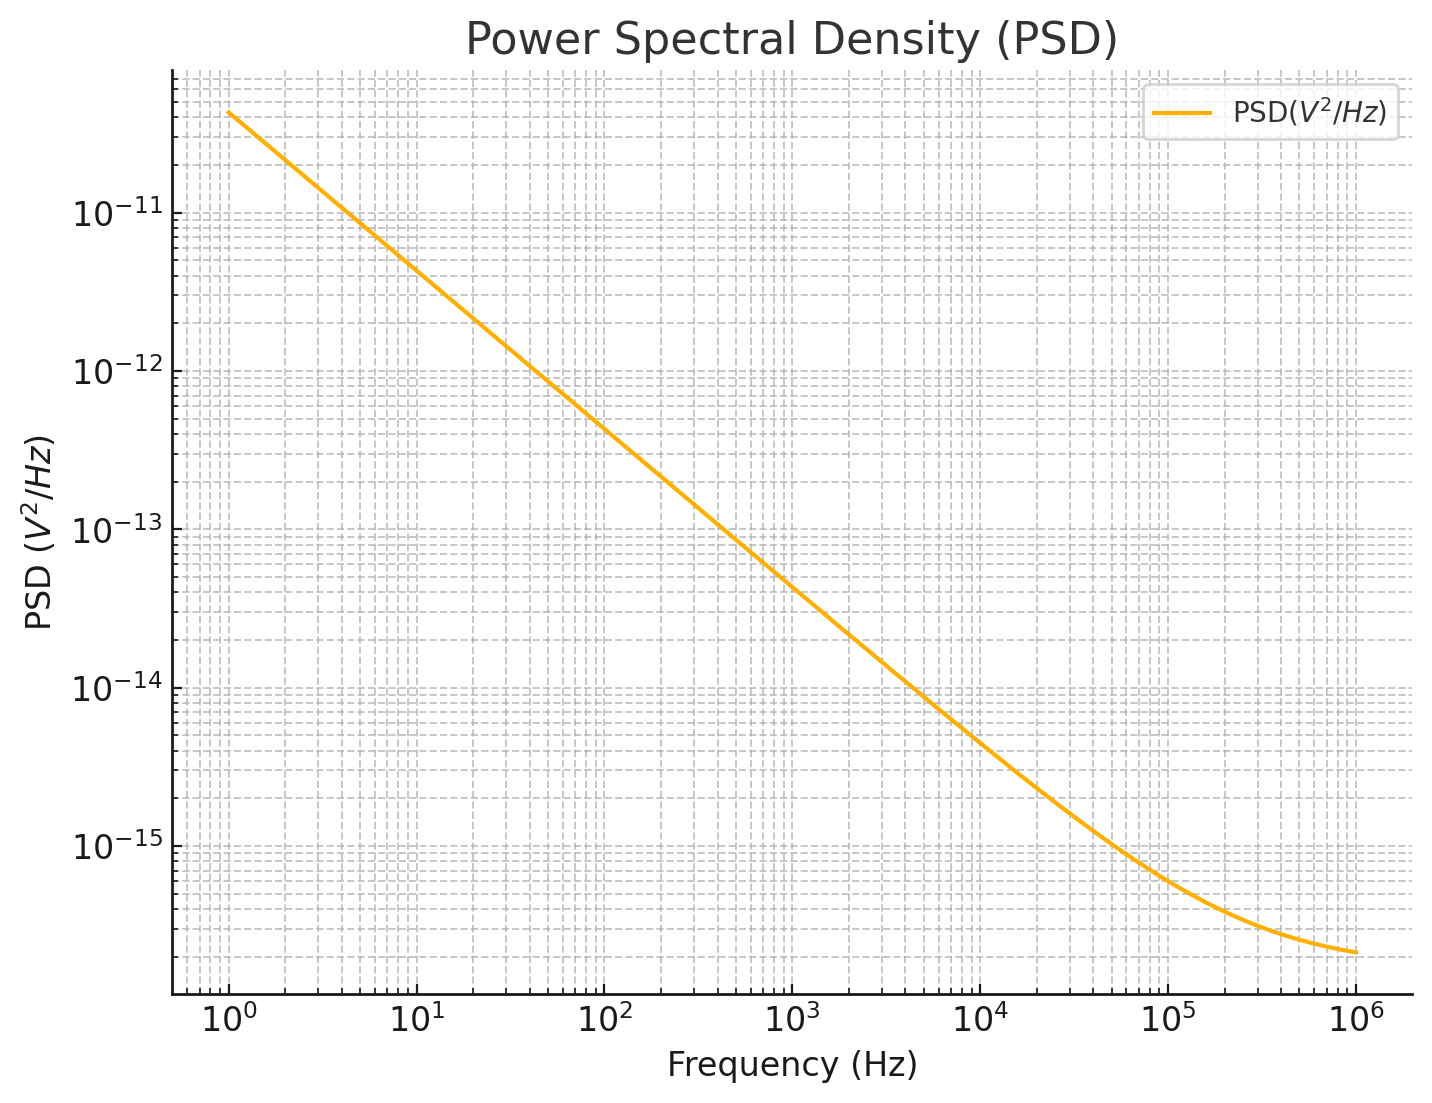 Power Spectral Density (PSD)
PSD(V²/Hz)
10⁻¹¹
10⁻¹²
10⁻¹³
10⁻¹⁴
10⁻¹⁵
PSD (V²/Hz)
10⁰ 10¹ 10² 10³ 10⁴ 10⁵ 10⁶
Frequency (Hz)